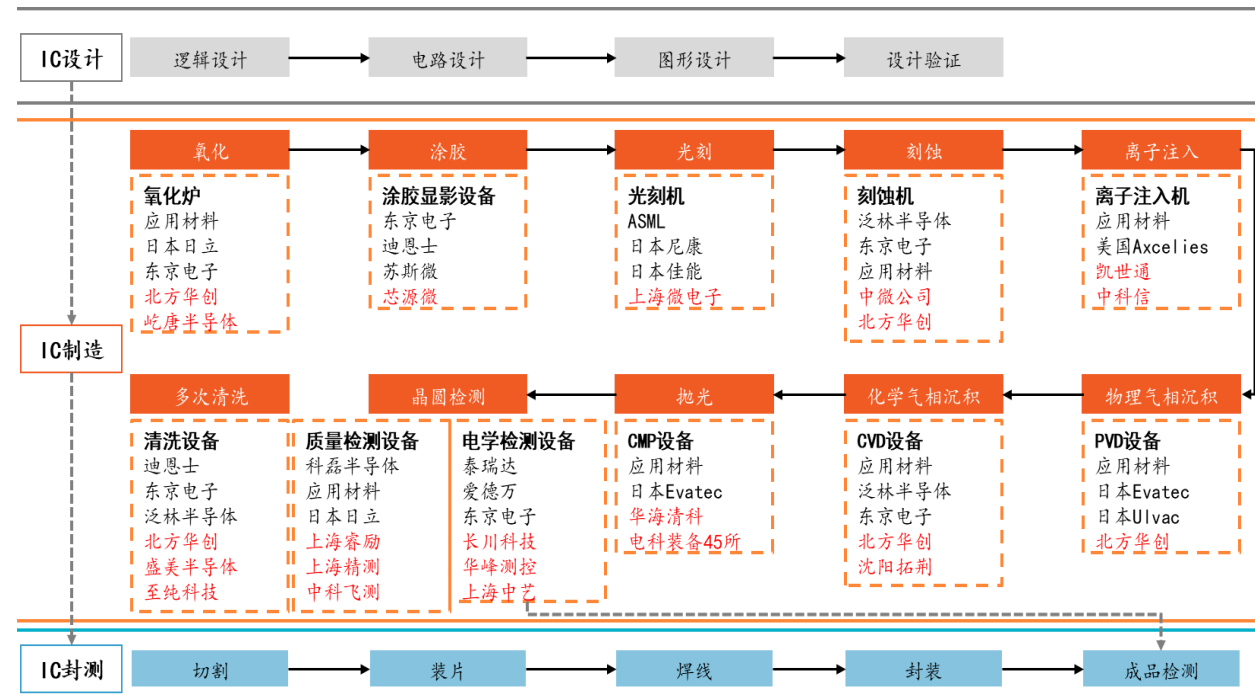 IC设计
逻辑设计
电路设计
图形设计
设计验证
IC制造
氧化
氧化炉
应用材料
日本日立
东京电子
北方华创
屹唐半导体
涂胶
涂胶显影设备
东京电子
迪恩士
苏斯微
芯源微
光刻
光刻机
ASML
日本尼康
日本佳能
上海微电子
刻蚀
刻蚀机
泛林半导体
东京电子
应用材料
中微公司
北方华创
离子注入
离子注入机
应用材料
美国Axcelies
凯世通
中科信
多次清洗
清洗设备
迪恩士
东京电子
泛林半导体
北方华创
盛美半导体
至纯科技
晶圆检测
质量检测设备
科磊半导体
应用材料
日本日立
上海睿励
上海精测
中科飞测
电学检测设备
泰瑞达
爱德万
东京电子
长川科技
华峰测控
上海中艺
抛光
CMP设备
应用材料
日本Evatec
华海清科
电科装备45所
化学气相沉积
CVD设备
应用材料
泛林半导体
东京电子
北方华创
沈阳拓荆
物理气相沉积
PVD设备
应用材料
日本Evatec
日本Ulvac
北方华创
IC封测
切割
装片
焊线
封装
成品检测